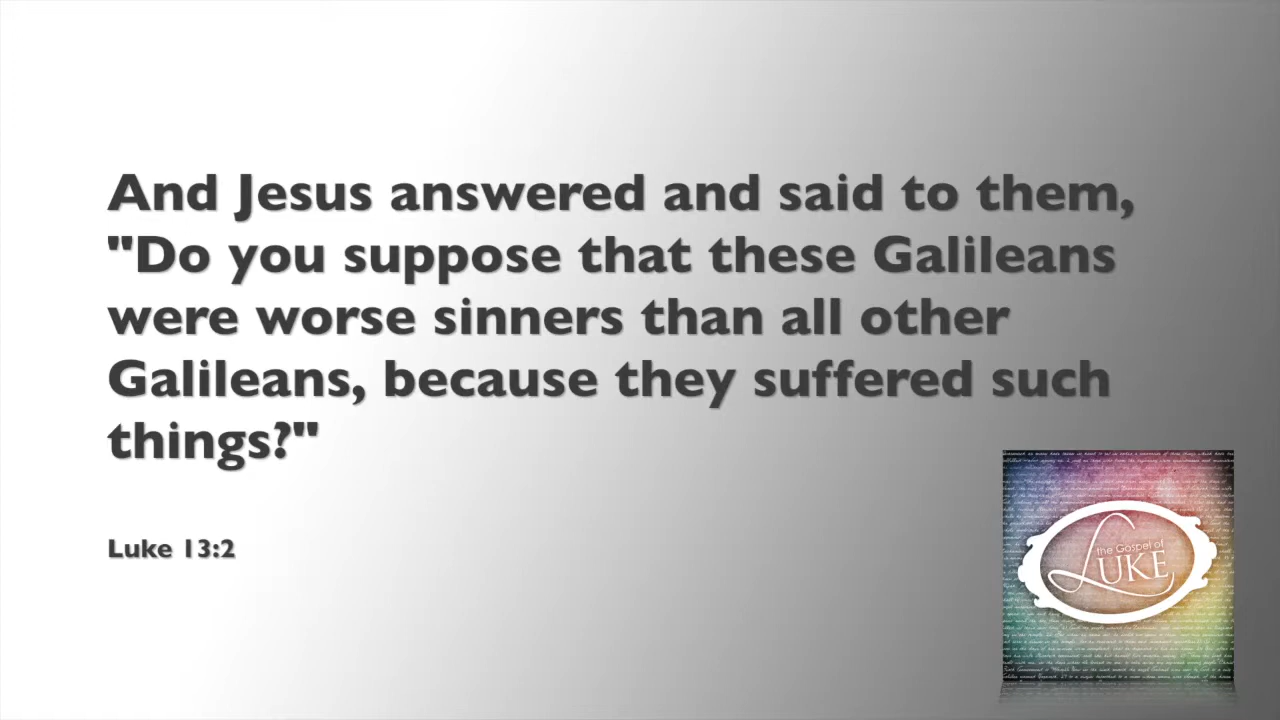 And Jesus answered and said to them,
"Do you suppose that these Galileans
were worse sinners than all other
Galileans, because they suffered such
things?"
Luke 13:2
the Gospel of
LUKE